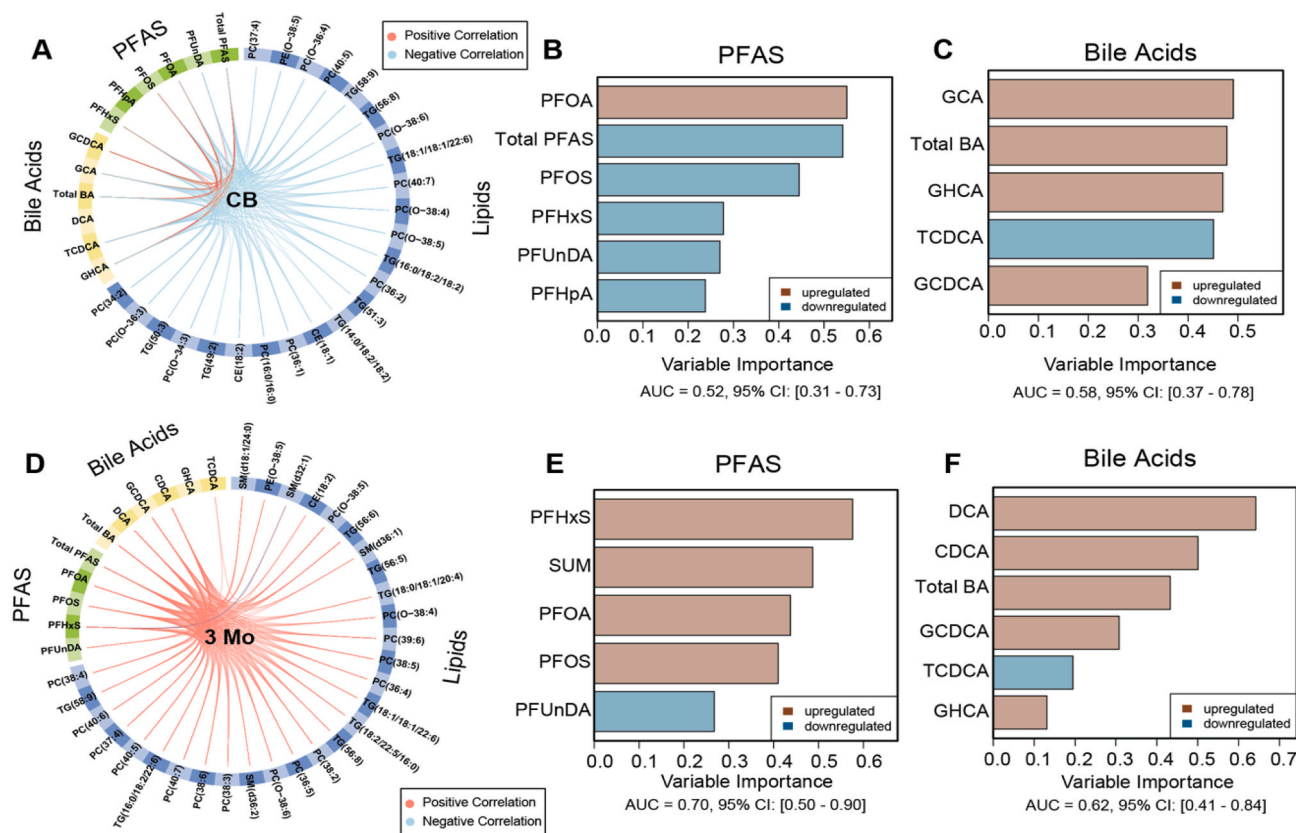 A
PFAS
PFHxS
PFHpA
PFOS
PFOA
PFUnDA
Total PFAS
PC(37:4)
PE(O−38:5)
PC(O−36:4)
PC(40:5)
TG(58:9)
TG(56:8)
PC(O−38:6)
TG(18:1/18:1/22:6)
PC(40:7)
PC(O−38:4)
PC(O−38:5)
TG(16:0/18:2/18:2)
PC(36:2)
TG(51:3)
TG(14:0/18:2/18:2)
CE(18:1)
PC(36:1)
PC(16:0/16:0)
CE(18:2)
TG(49:2)
PC(O−34:3)
TG(50:3)
PC(O−36:3)
PC(34:2)
GHCA
TCDCA
DCA
Total BA
GCA
GCDCA
Bile Acids
Lipids
CB
Positive Correlation
Negative Correlation
B
PFAS
PFOA
Total PFAS
PFOS
PFHxS
PFUnDA
PFHpA
upregulated
downregulated
0.0 0.1 0.2 0.3 0.4 0.5 0.6
Variable Importance
AUC = 0.52, 95% CI: [0.31 - 0.73]
C
Bile Acids
GCA
Total BA
GHCA
TCDCA
GCDCA
upregulated
downregulated
0.0 0.1 0.2 0.3 0.4 0.5
Variable Importance
AUC = 0.58, 95% CI: [0.37 - 0.78]
D
Bile Acids
Total BA
DCA
GCDCA
CDCA
GHCA
TCDCA
SM(d18:1/24:0)
PE(O−38:5)
SM(d32:1)
CE(18:2)
PC(O−38:5)
TG(56:6)
SM(d36:1)
TG(56:5)
TG(18:0/18:1/20:4)
PC(O−38:4)
PC(39:6)
PC(38:5)
PC(36:4)
TG(18:1/18:1/22:6)
TG(18:2/22:5/16:0)
TG(56:8)
PC(38:2)
PC(36:5)
PC(O−38:6)
SM(d38:2)
PC(38:3)
PC(38:6)
PC(40:7)
TG(16:0/18:2/22:6)
PC(40:5)
PC(37:4)
PC(40:6)
TG(58:9)
PC(38:4)
PFUnDA
PFHxS
PFOS
PFOA
Total PFAS
PFAS
Lipids
3 Mo
Positive Correlation
Negative Correlation
E
PFAS
PFHxS
SUM
PFOA
PFOS
PFUnDA
upregulated
downregulated
0.0 0.1 0.2 0.3 0.4 0.5 0.6
Variable Importance
AUC = 0.70, 95% CI: [0.50 - 0.90]
F
Bile Acids
DCA
CDCA
Total BA
GCDCA
TCDCA
GHCA
upregulated
downregulated
0.0 0.1 0.2 0.3 0.4 0.5 0.6 0.7
Variable Importance
AUC = 0.62, 95% CI: [0.41 - 0.84]